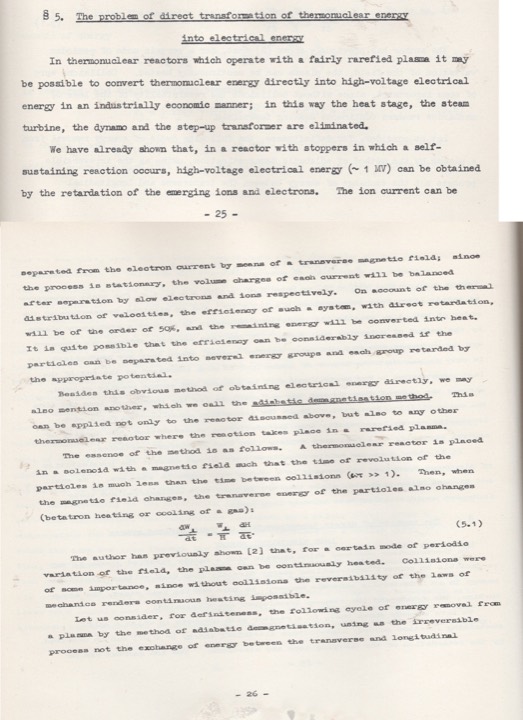 § 5. The problem of direct transformation of thermonuclear energy
into electrical energy
In thermonuclear reactors which operate with a fairly rarefied plasma it may
be possible to convert thermonuclear energy directly into high-voltage electrical
energy in an industrially economic manner; in this way the heat stage, the steam
turbine, the dynamo and the step-up transformer are eliminated.
We have already shown that, in a reactor with stoppers in which a self-
sustaining reaction occurs, high-voltage electrical energy (~ 1 MV) can be obtained
by the retardation of the emerging ions and electrons. The ion current can be
- 25 -
separated from the electron current by means of a transverse magnetic field; since
the process is stationary, the volume charges of each current will be balanced
after separation by slow electrons and ions respectively. On account of the thermal
distribution of velocities, the efficiency of such a system, with direct retardation,
will be of the order of 50%, and the remaining energy will be converted into heat.
It is quite possible that the efficiency can be considerably increased if the
particles can be separated into several energy groups and each group retarded by
the appropriate potential.
Besides this obvious method of obtaining electrical energy directly, we may
also mention another, which we call the adiabatic demagnetisation method. This
can be applied not only to the reactor discussed above, but also to any other
thermonuclear reactor where the reaction takes place in a rarefied plasma.
The essence of the method is as follows. A thermonuclear reactor is placed
in a solenoid with a magnetic field such that the time of revolution of the
particles is much less than the time between collisions (ωτ >> 1). Then, when
the magnetic field changes, the transverse energy of the particles also changes
(betatron heating or cooling of a gas):
dW⊥/dt = W⊥/H dH/dt. (5.1)
The author has previously shown [2] that, for a certain mode of periodic
variation of the field, the plasma can be continuously heated. Collisions were
of some importance, since without collisions the reversibility of the laws of
mechanics renders continuous heating impossible.
Let us consider, for definiteness, the following cycle of energy removal from
a plasma by the method of adiabatic demagnetisation, using as the irreversible
process not the exchange of energy between the transverse and longitudinal
- 26 -